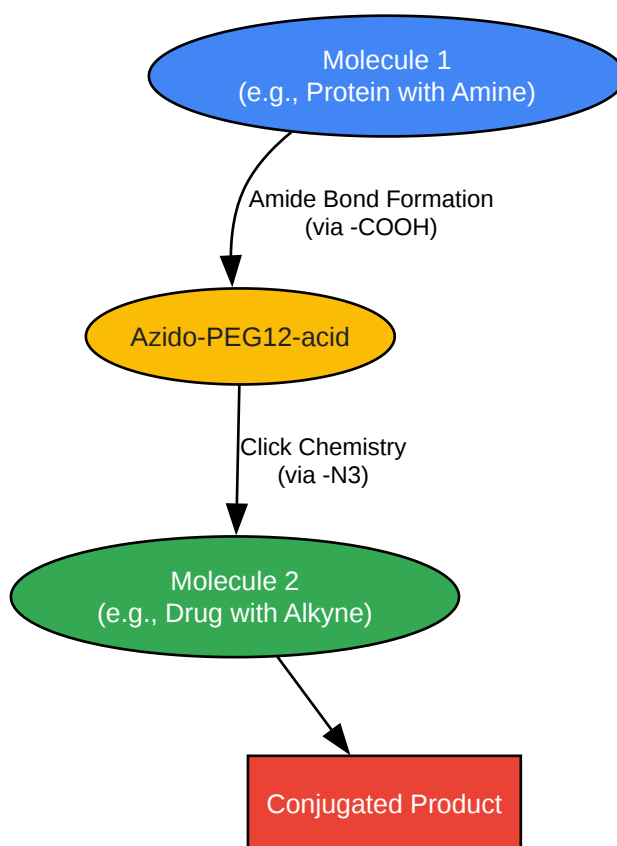 Molecule 1
(e.g., Protein with Amine)
Amide Bond Formation
(via -COOH)
Azido-PEG12-acid
Click Chemistry
(via -N3)
Molecule 2
(e.g., Drug with Alkyne)
Conjugated Product